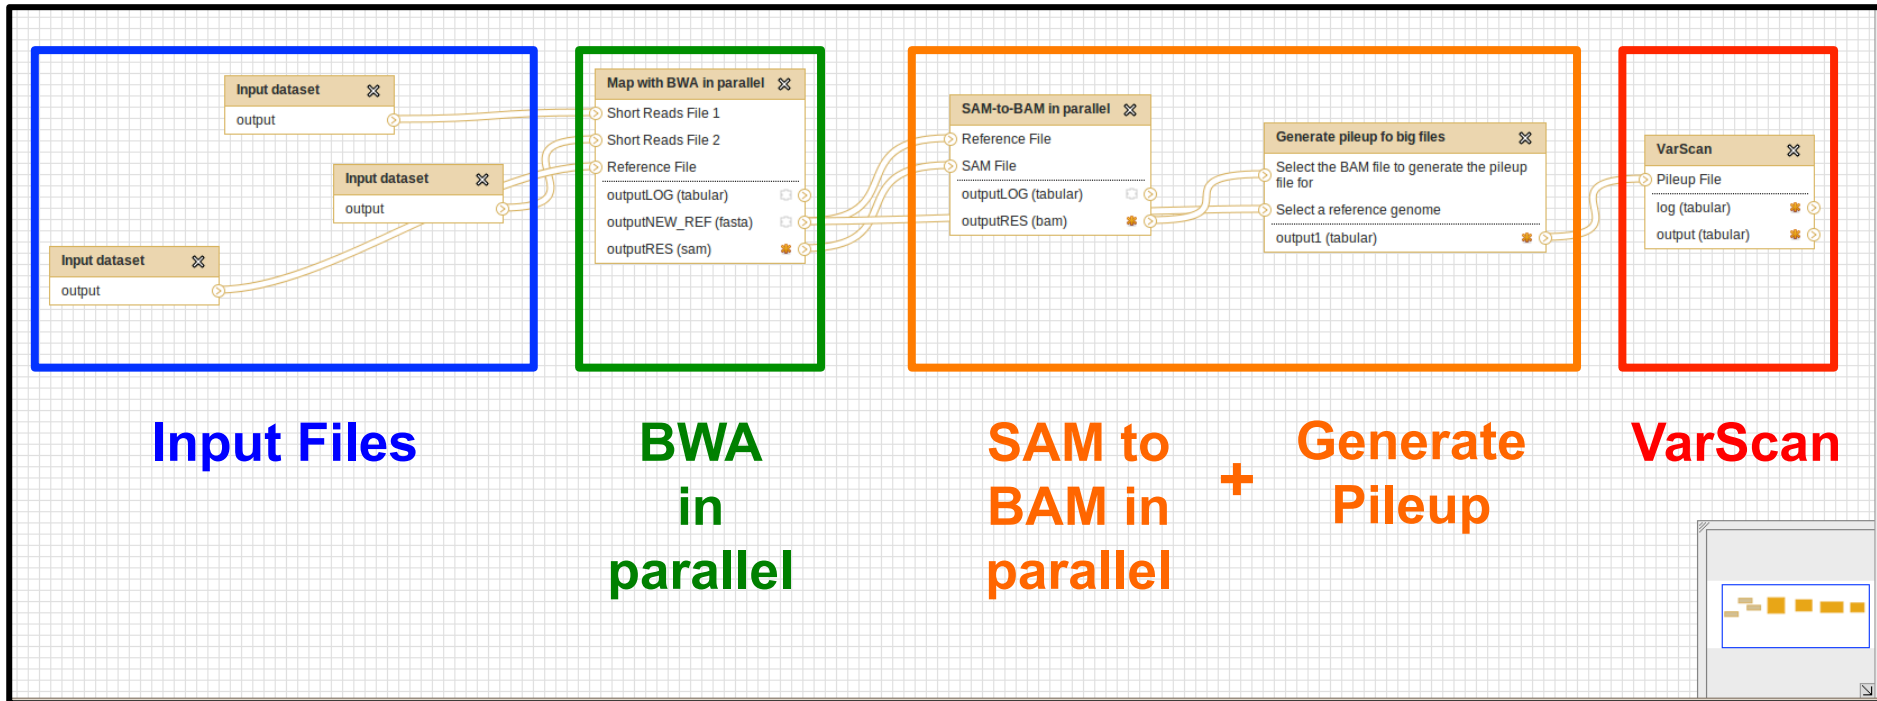 Input dataset
output
Input dataset
output
Input dataset
output
Map with BWA in parallel
Short Reads File 1
Short Reads File 2
Reference File
outputLOG (tabular)
outputNEW_REF (fasta)
outputRES (sam)
SAM-to-BAM in parallel
Reference File
SAM File
outputLOG (tabular)
outputRES (bam)
Generate pileup fo big files
Select the BAM file to generate the pileup
file for
Select a reference genome
output1 (tabular)
VarScan
Pileup File
log (tabular)
output (tabular)
Input Files
BWA
in
parallel
SAM to
BAM in
parallel
+
Generate
Pileup
VarScan